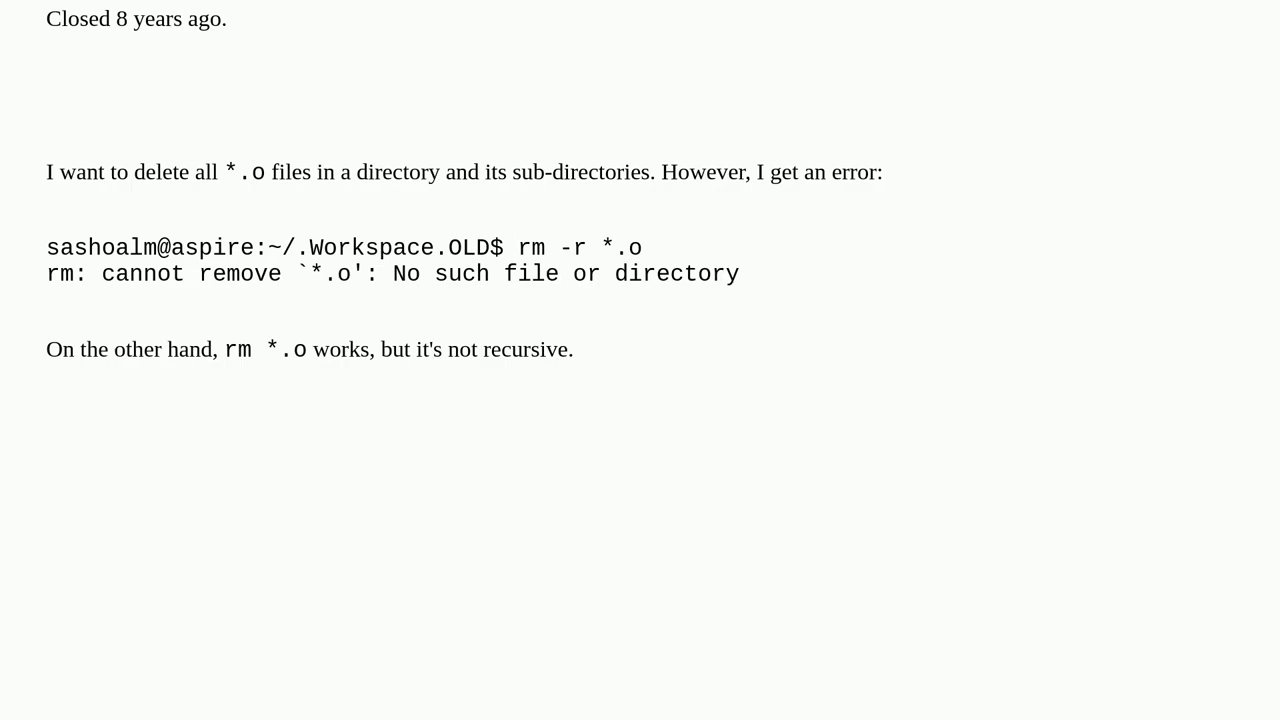 Closed 8 years ago.
I want to delete all *.o files in a directory and its sub-directories. However, I get an error:
sashoalm@aspire:~/.Workspace.OLD$ rm -r *.o
rm: cannot remove `*.o': No such file or directory
On the other hand, rm *.o works, but it's not recursive.